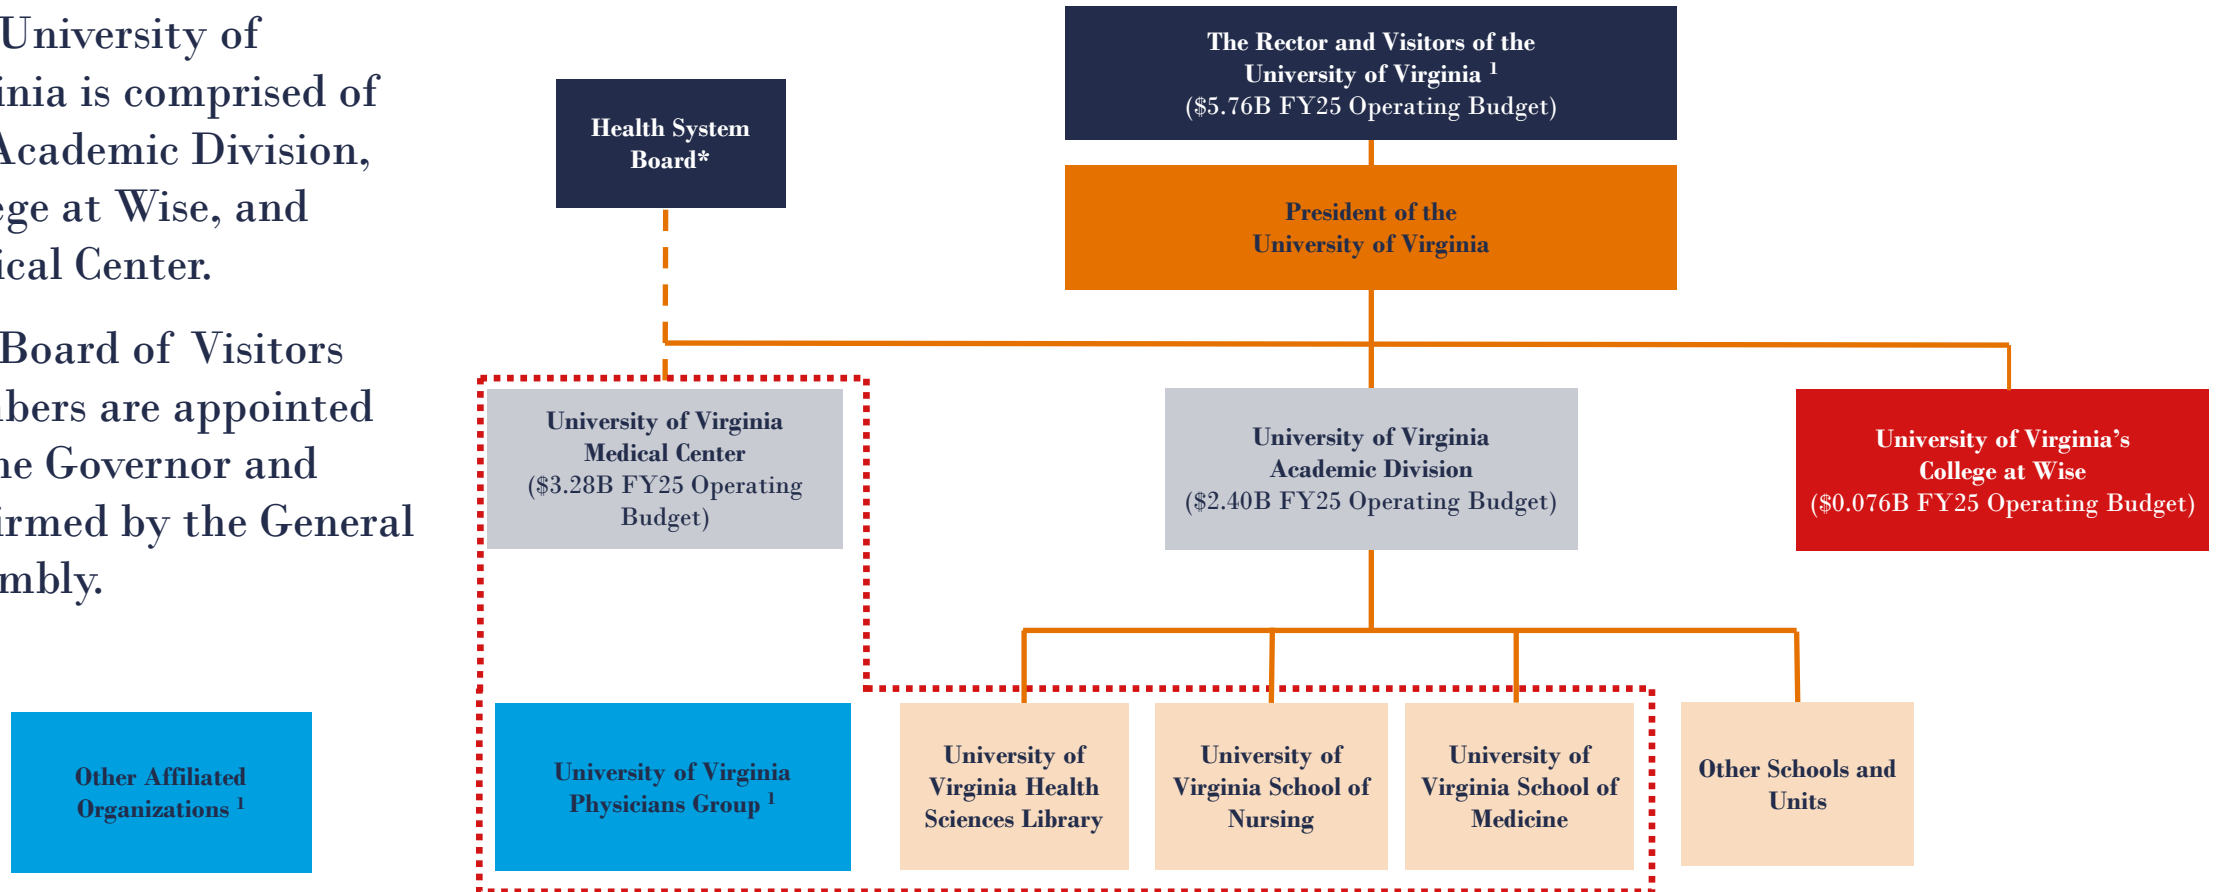 University of
inia is comprised of
Academic Division,
ege at Wise, and
ical Center.
Board of Visitors
bers are appointed
ne Governor and
irmed by the General
mbly.
The Rector and Visitors of the
University of Virginia ¹
($5.76B FY25 Operating Budget)
Health System
Board*
President of the
University of Virginia
University of Virginia
Medical Center
($3.28B FY25 Operating
Budget)
University of Virginia
Academic Division
($2.40B FY25 Operating Budget)
University of Virginia’s
College at Wise
($0.076B FY25 Operating Budget)
Other Affiliated
Organizations ¹
University of Virginia
Physicians Group ¹
University of
Virginia Health
Sciences Library
University of
Virginia School of
Nursing
University of
Virginia School of
Medicine
Other Schools and
Units